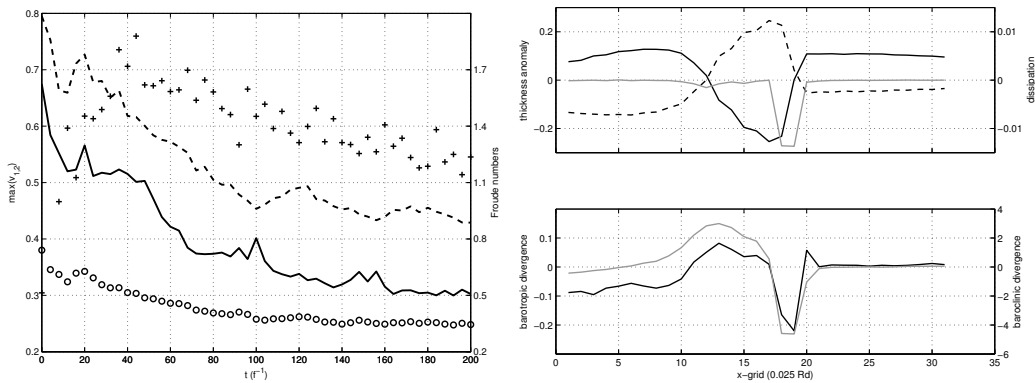 0.8
0.7
0.6
0.5
0.4
0.3
0.2
max(v1,2)
0 20 40 60 80 100 120 140 160 180 200
t (f⁻¹)
1.7
1.4
1.1
0.8
0.5
0.2
Froude numbers
0.2
0
−0.2
thickness anomaly
0.01
0
−0.01
dissipation
0.1
0
−0.1
−0.2
barotropic divergence
4
2
0
−2
−4
−6
baroclinic divergence
0 5 10 15 20 25 30 35
x−grid (0.025 Rd)